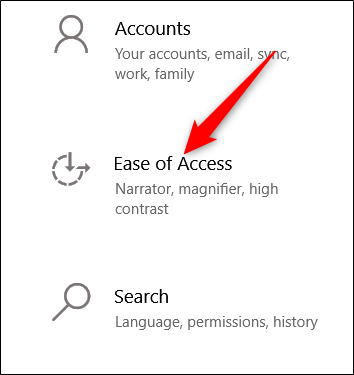 Accounts
Your accounts, email, sync,
work, family
Ease of Access
Narrator, magnifier, high
contrast
Search
Language, permissions, history